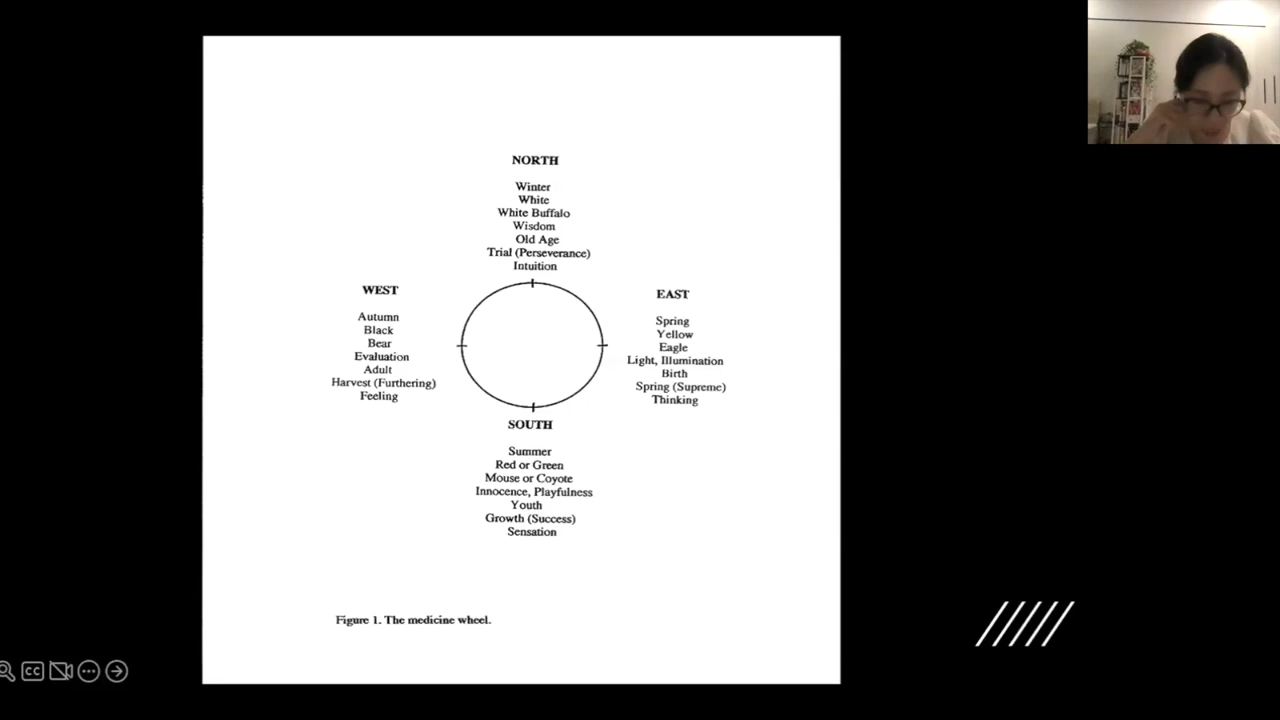 NORTH
Winter
White
White Buffalo
Wisdom
Old Age
Trial (Perseverance)
Intuition
WEST
Autumn
Black
Bear
Evaluation
Adult
Harvest (Furthering)
Feeling
EAST
Spring
Yellow
Eagle
Light, Illumination
Birth
Spring (Supreme)
Thinking
SOUTH
Summer
Red or Green
Mouse or Coyote
Innocence, Playfulness
Youth
Growth (Success)
Sensation
Figure 1. The medicine wheel.
CC